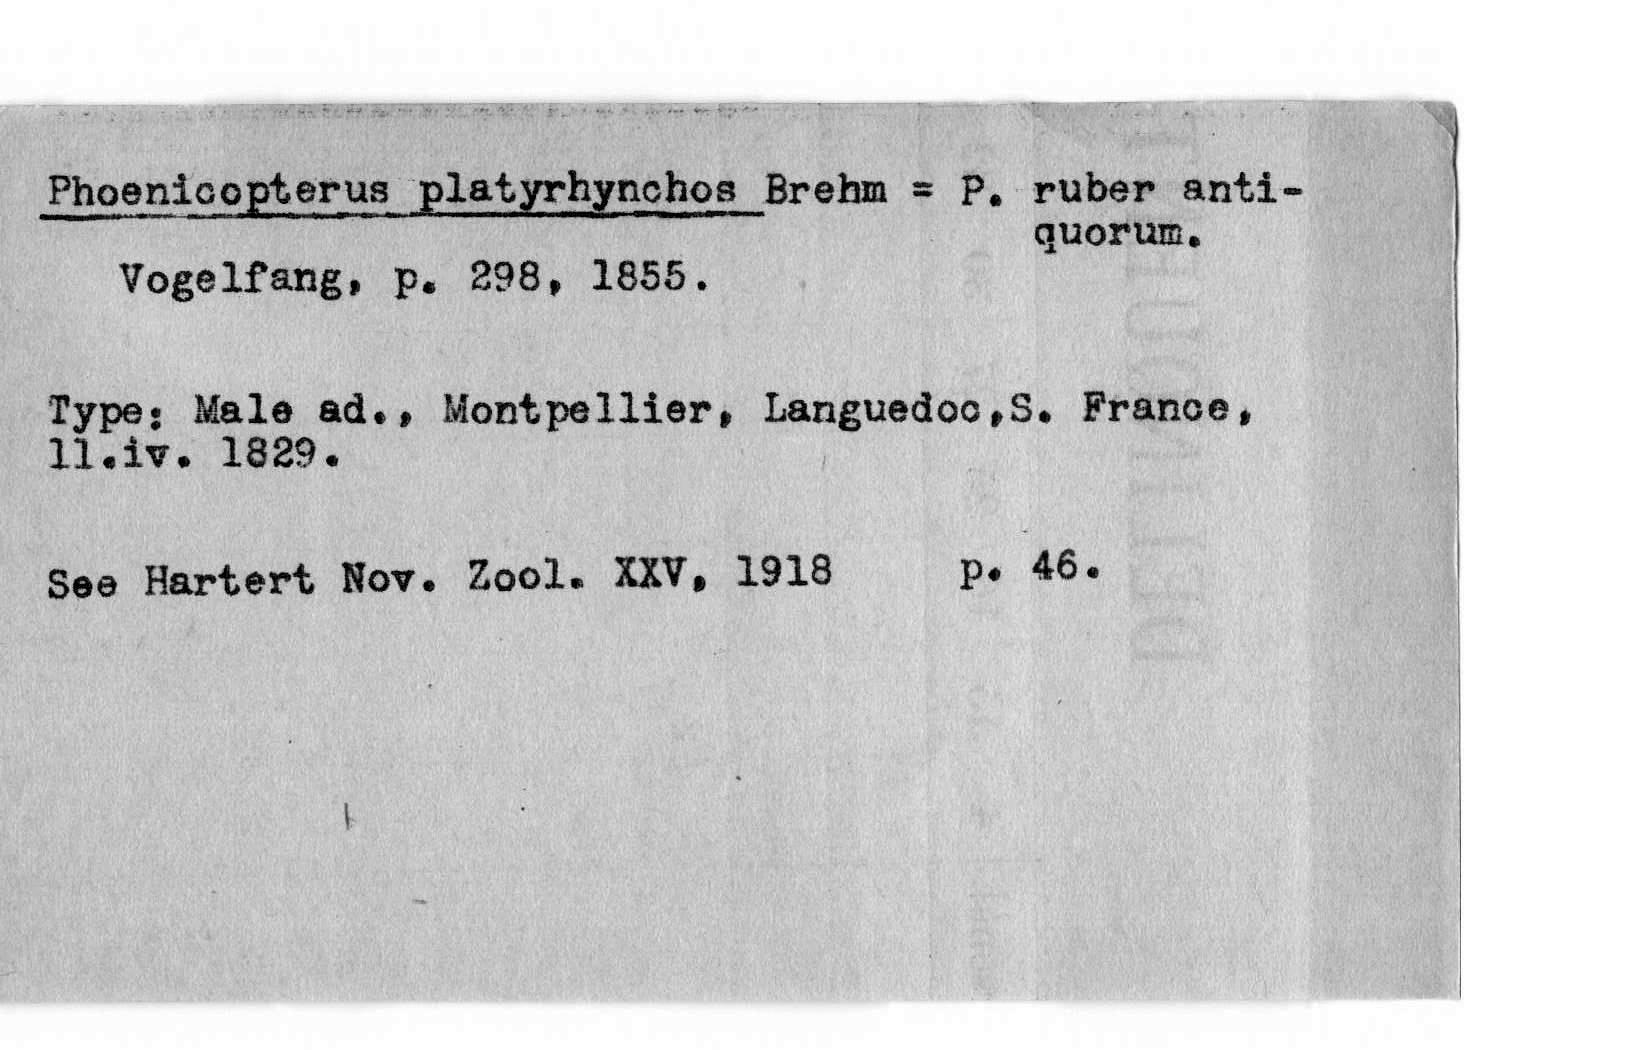 Phoenicopterus platyrhynchos Brehm = P. ruber anti-
quorum.
Vogelfang, p. 298, 1855.
Type: Male ad., Montpellier, Languedoc,S. France,
11.iv. 1829.
See Hartert Nov. Zool. XXV, 1918 p. 46.